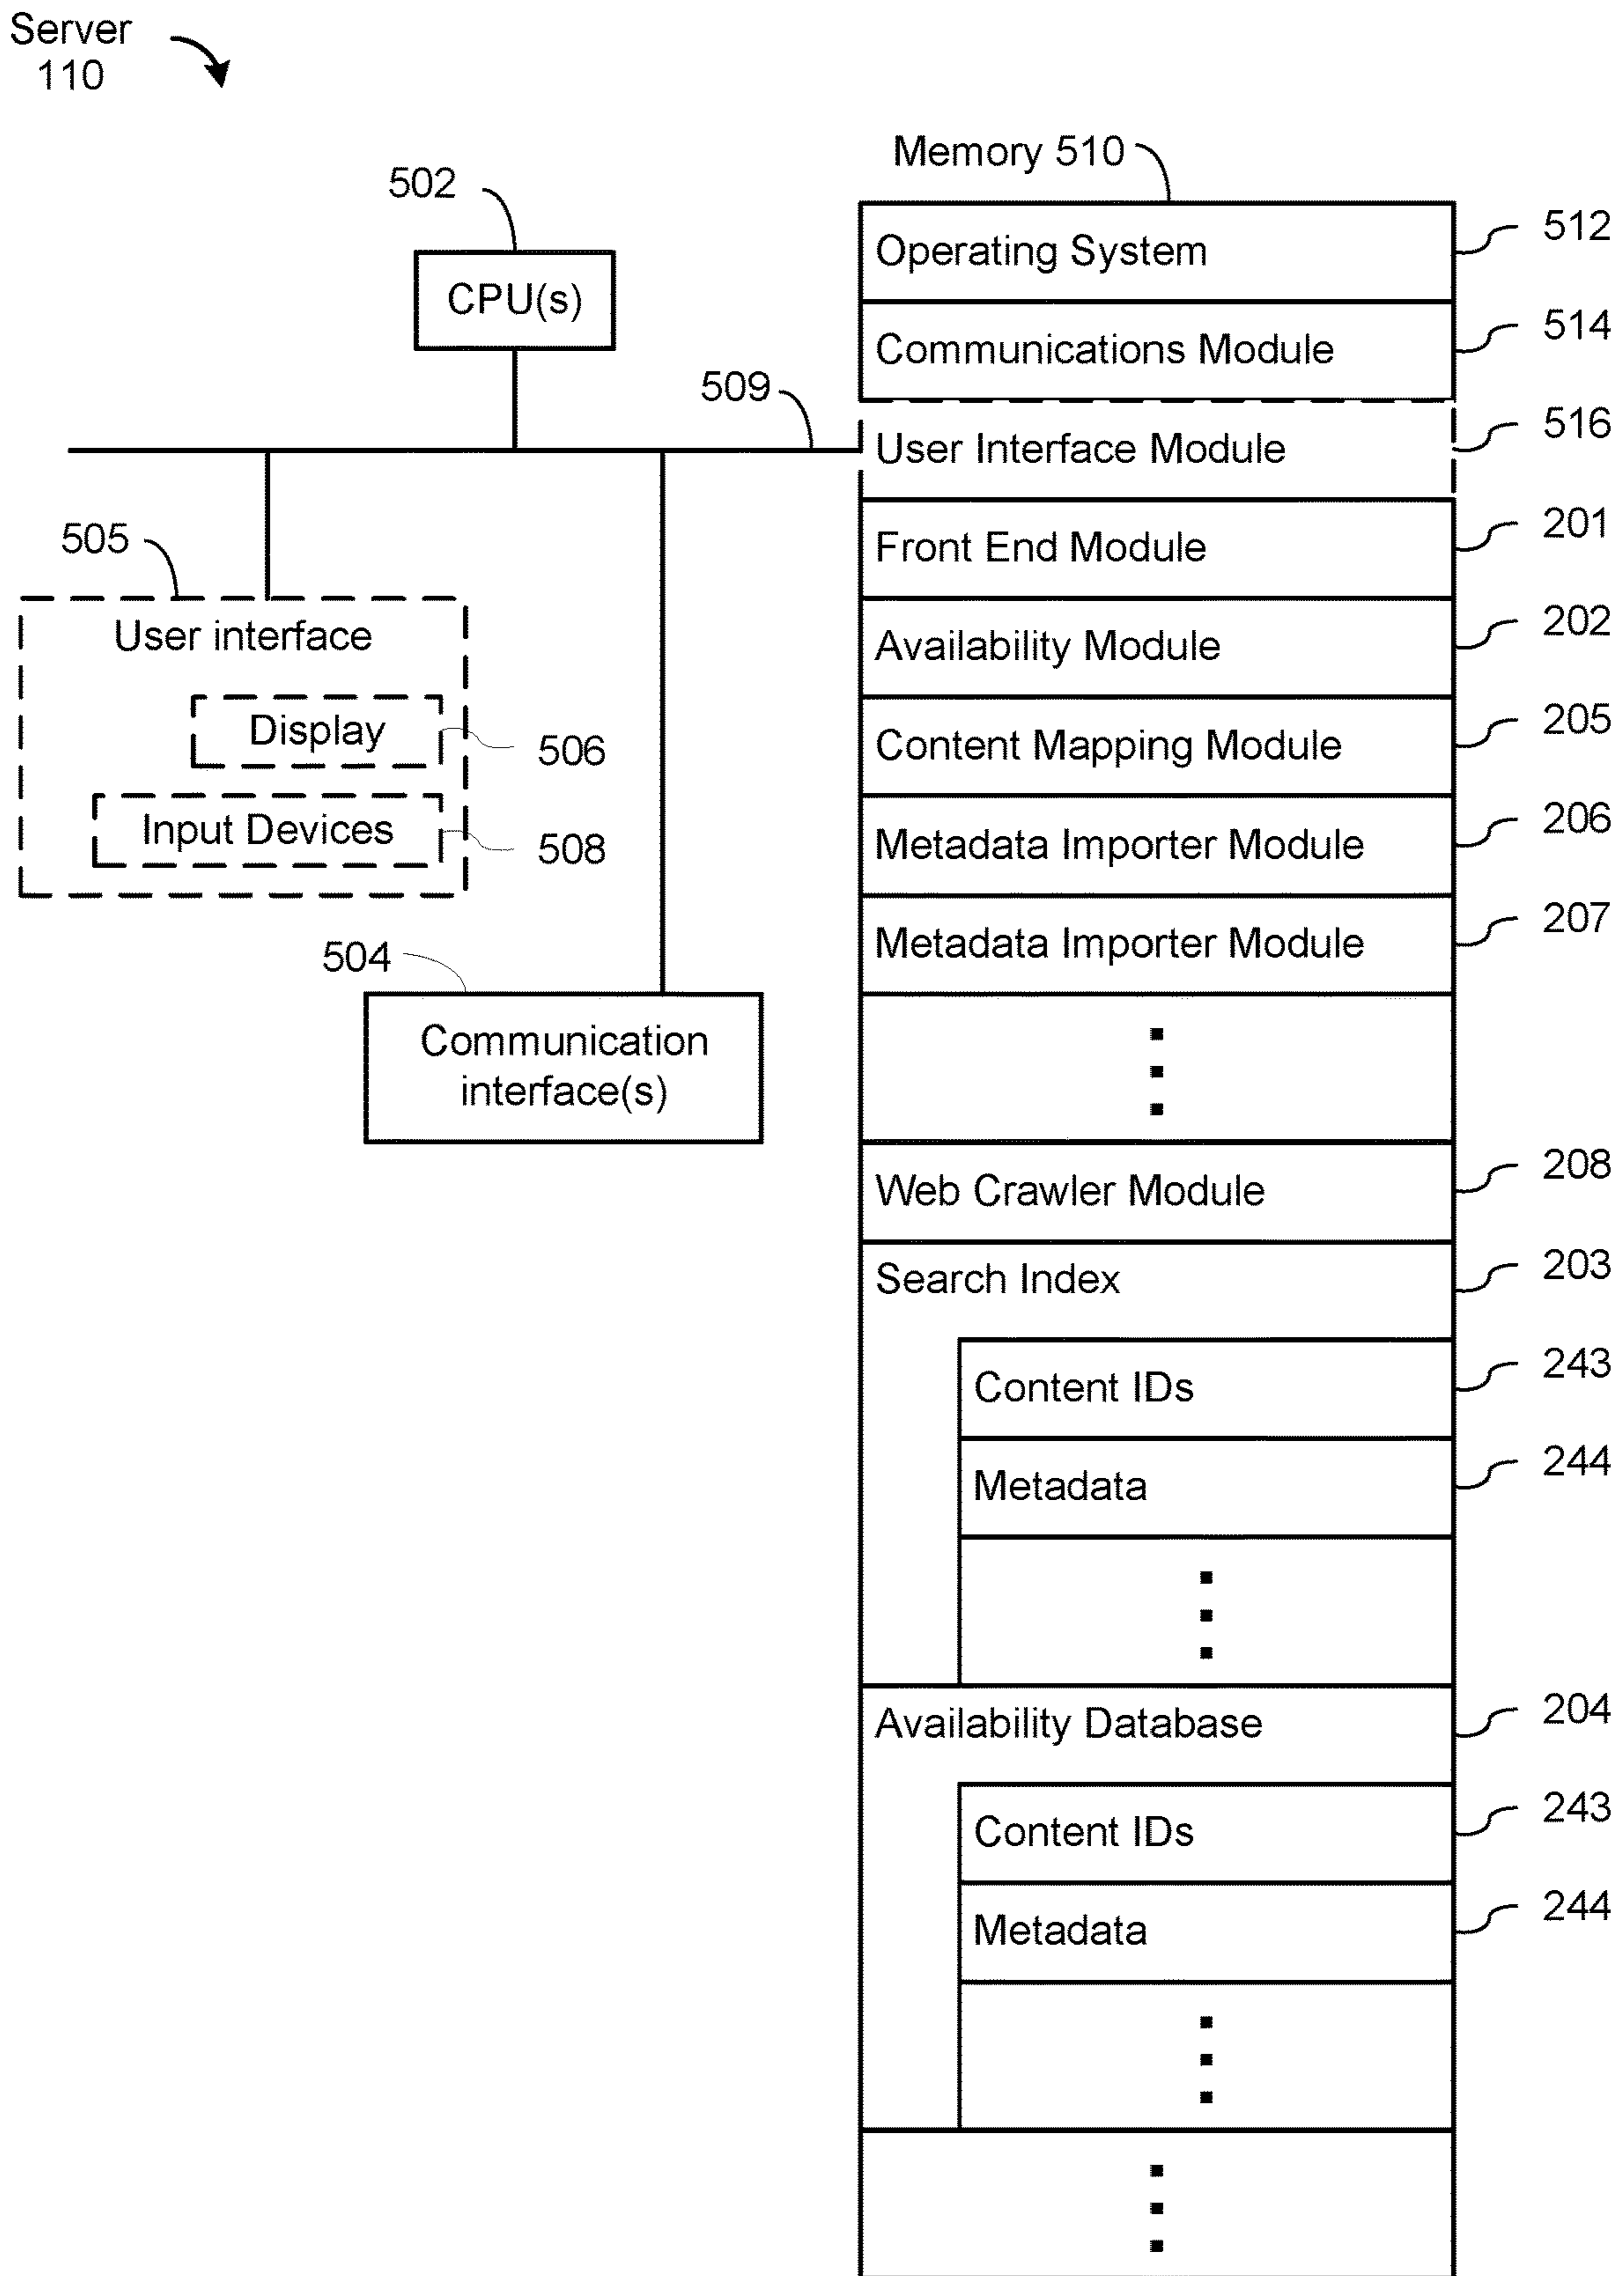 Server
110
Memory 510
502
CPU(s)
509
505
User interface
Display
506
Input Devices
508
504
Communication
interface(s)
Operating System
512
Communications Module
514
User Interface Module
516
Front End Module
201
Availability Module
202
Content Mapping Module
205
Metadata Importer Module
206
Metadata Importer Module
207
Web Crawler Module
208
Search Index
203
Content IDs
243
Metadata
244
Availability Database
204
Content IDs
243
Metadata
244